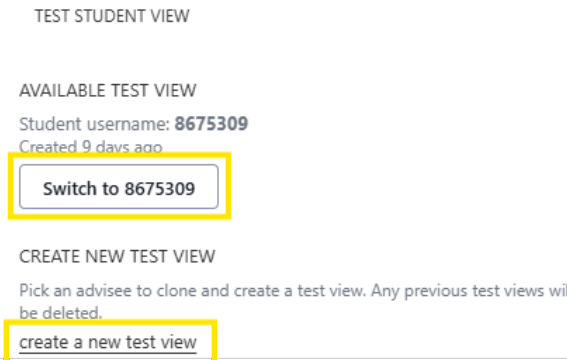 TEST STUDENT VIEW
AVAILABLE TEST VIEW
Student username: 8675309
Created 9 days ago
Switch to 8675309
CREATE NEW TEST VIEW
Pick an advisee to clone and create a test view. Any previous test views wi
be deleted.
create a new test view